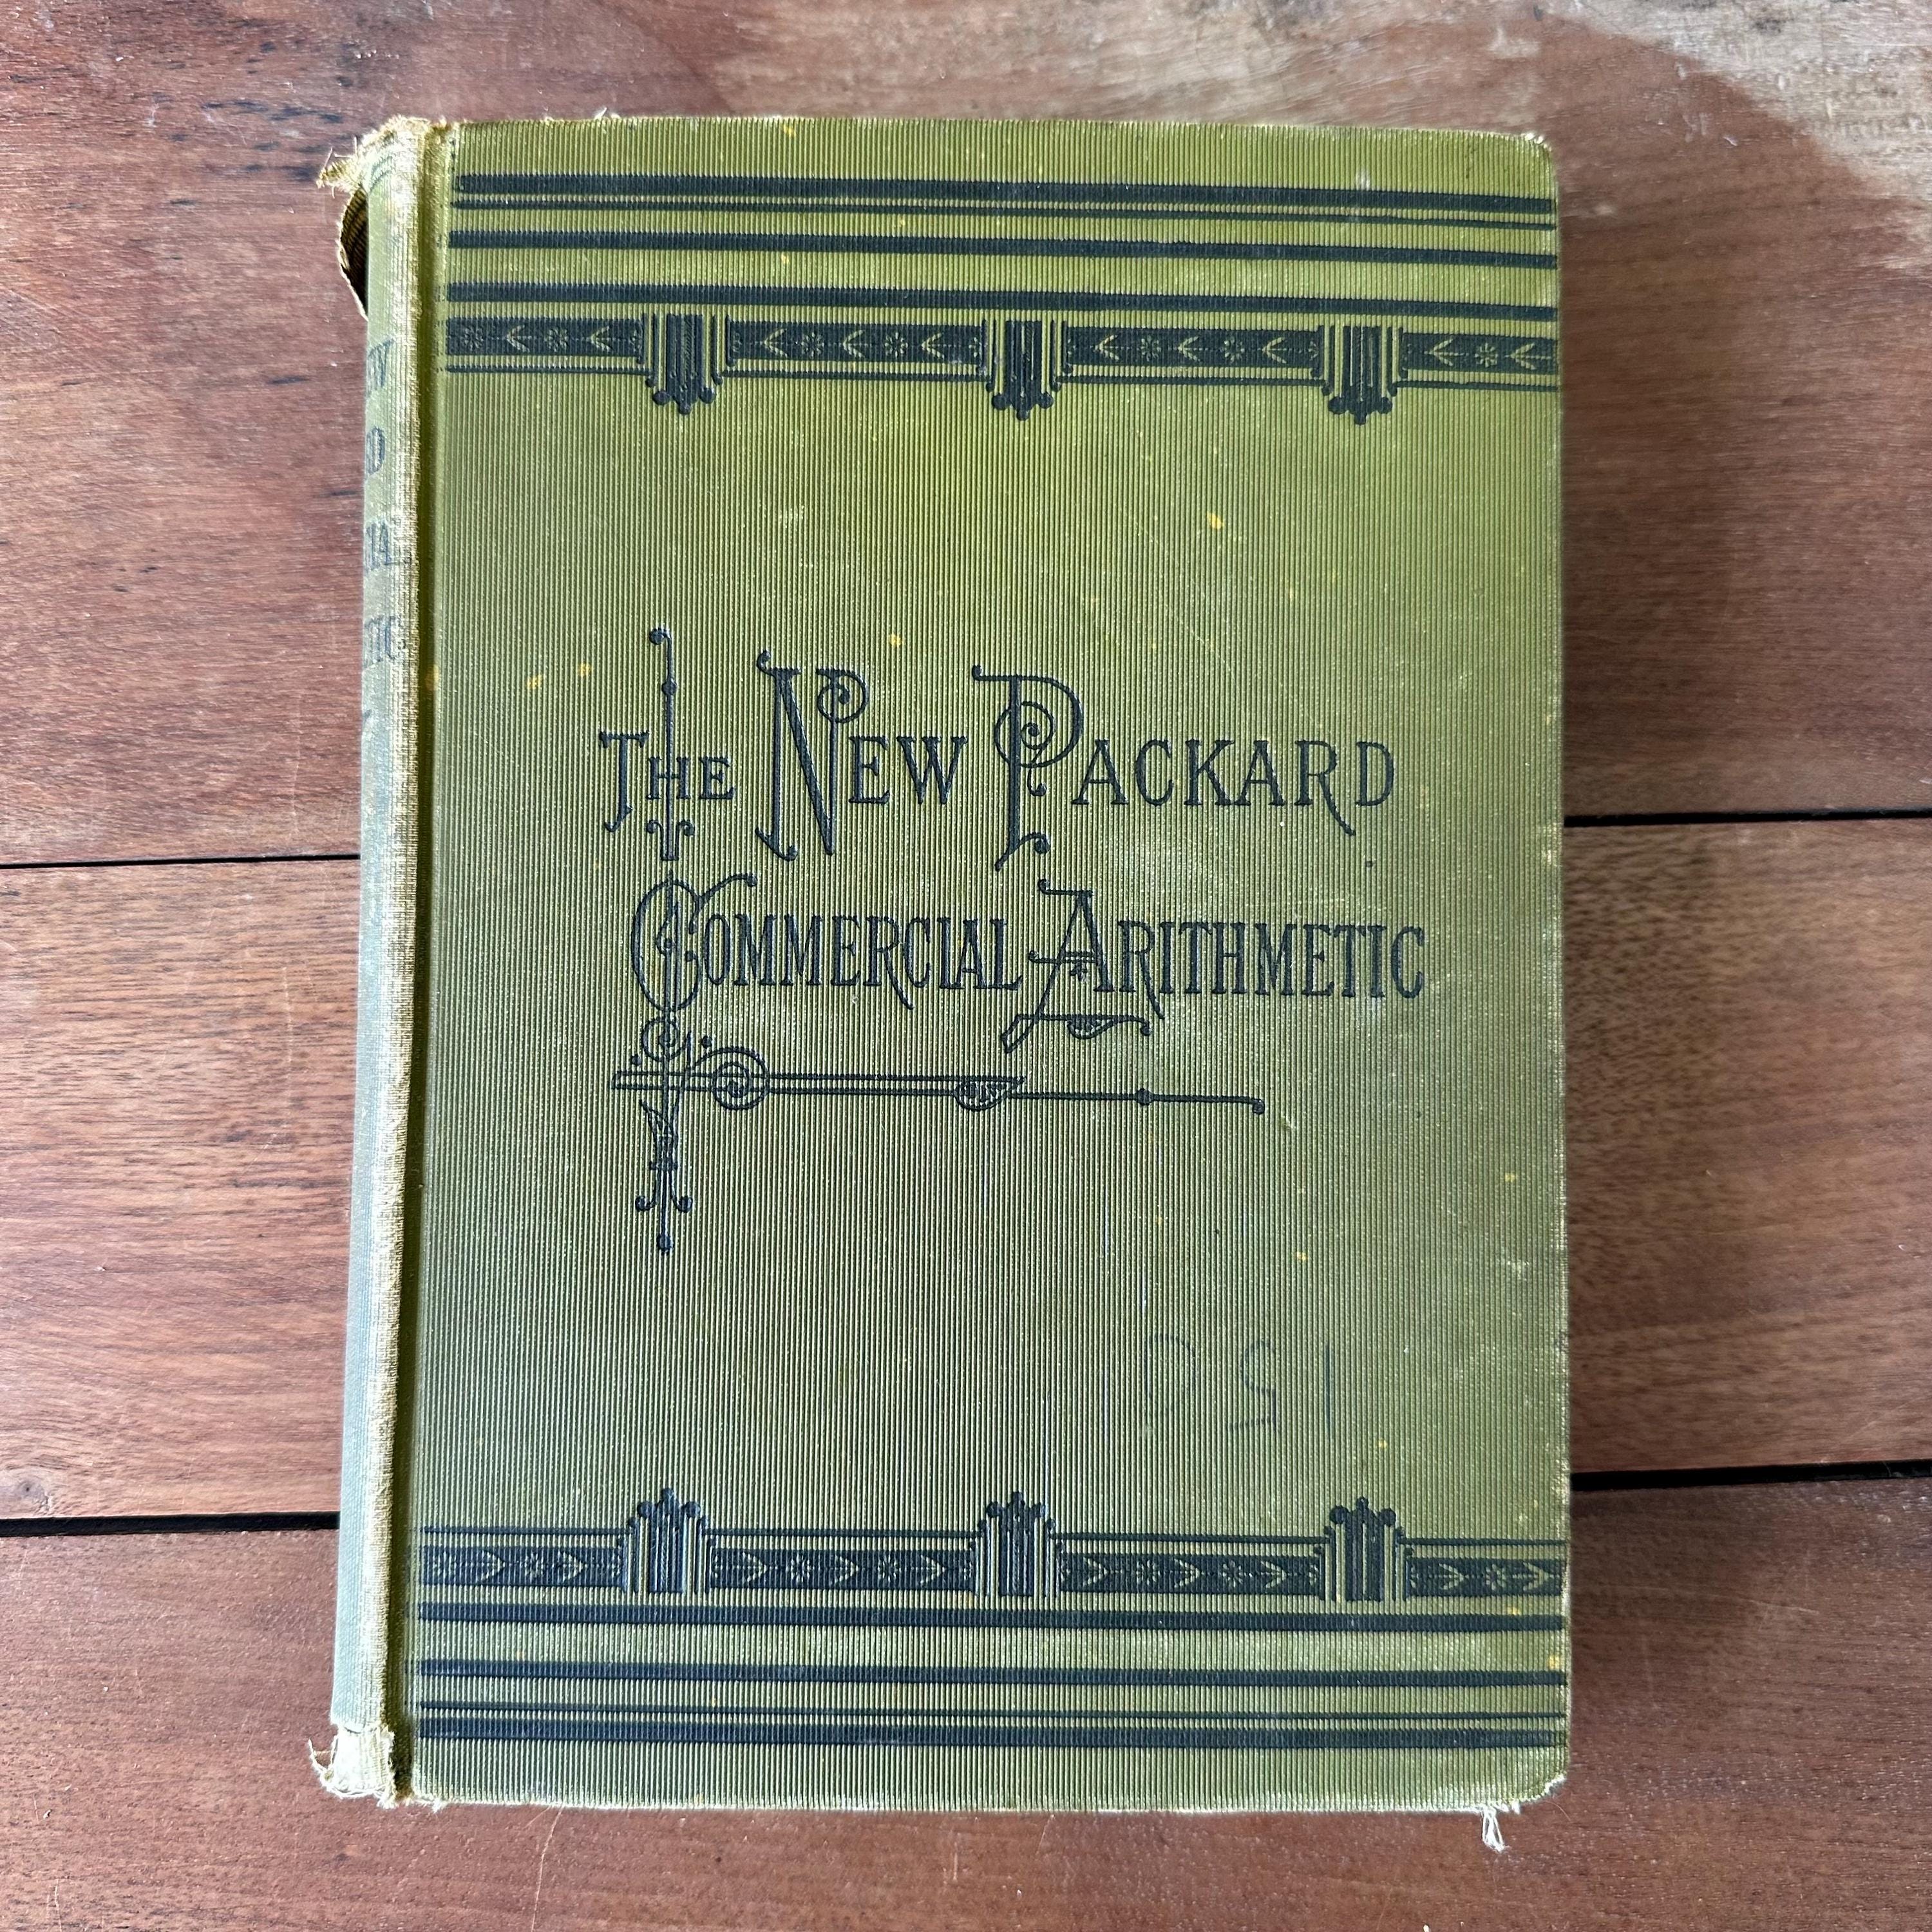 The New Packard
Commercial Arithmetic